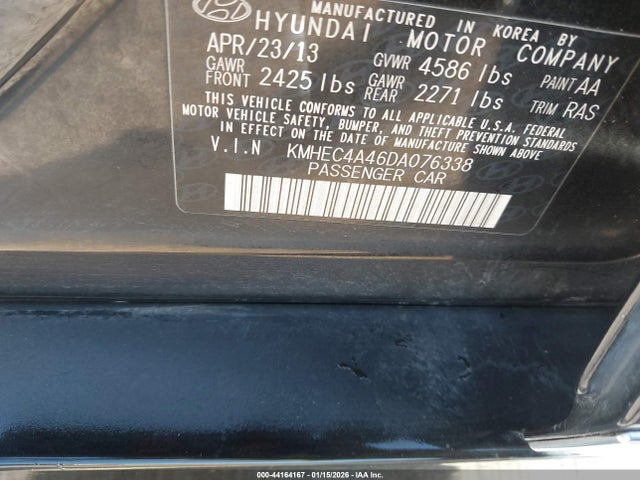 MANUFACTURED IN KOREA BY
HYUNDAI MOTOR COMPANY
APR/23/13 GVWR 4586 lbs PAINT AA
GAWR FRONT 2425 lbs GAWR REAR 2271 lbs TRIM RAS
THIS VEHICLE CONFORMS TO ALL APPLICABLE U.S.A. FEDERAL
MOTOR VEHICLE SAFETY, BUMPER, AND THEFT PREVENTION STANDARDS
IN EFFECT ON THE DATE OF MANUFACTURE SHOWN ABOVE
V.I.N KMHEC4A46DA076338
PASSENGER CAR
000-44164167 - 01/15/2026 - IAA Inc.